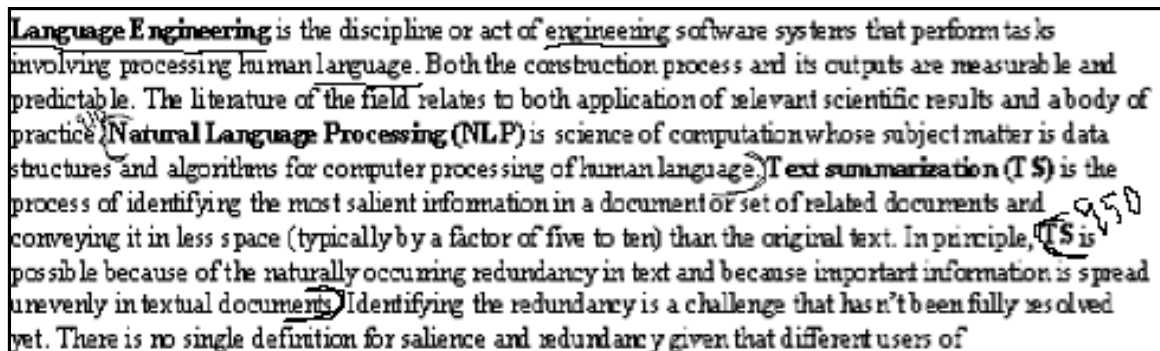 Language Engineering is the discipline or act of engineering software systems that perform tasks
involving processing human language. Both the construction process and its outputs are measurable and
predictable. The literature of the field relates to both application of relevant scientific results and a body of
practice. Natural Language Processing (NLP) is science of computation whose subject matter is data
structures and algorithms for computer processing of human language. Text summarization (TS) is the
process of identifying the most salient information in a document or set of related documents and
conveying it in less space (typically by a factor of five to ten) than the original text. In principle, TS is 950
possible because of the naturally occurring redundancy in text and because important information is spread
unevenly in textual documents. Identifying the redundancy is a challenge that hasn't been fully resolved
yet. There is no single definition for salience and redundancy given that different users of